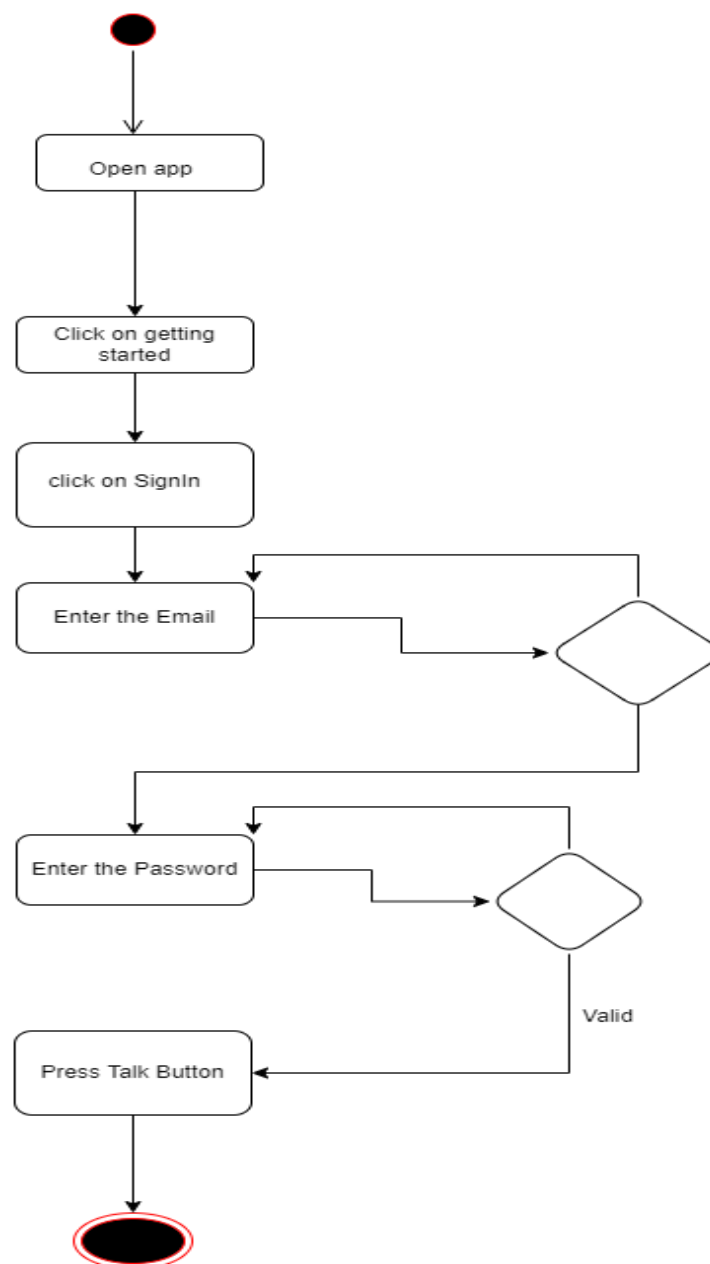 Open app
Click on getting
started
click on SignIn
Enter the Email
Enter the Password
Valid
Press Talk Button